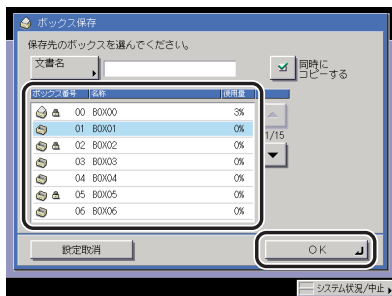 ボックス保存
保存先のボックスを選んでください。
文書名
同時に
コピーする
ボックス番号 名称 使用量
00 BOX00 3%
01 BOX01 0%
02 BOX02 0%
03 BOX03 0%
04 BOX04 0%
05 BOX05 0%
06 BOX06 0%
1/15
設定取消
OK
システム状況/中止